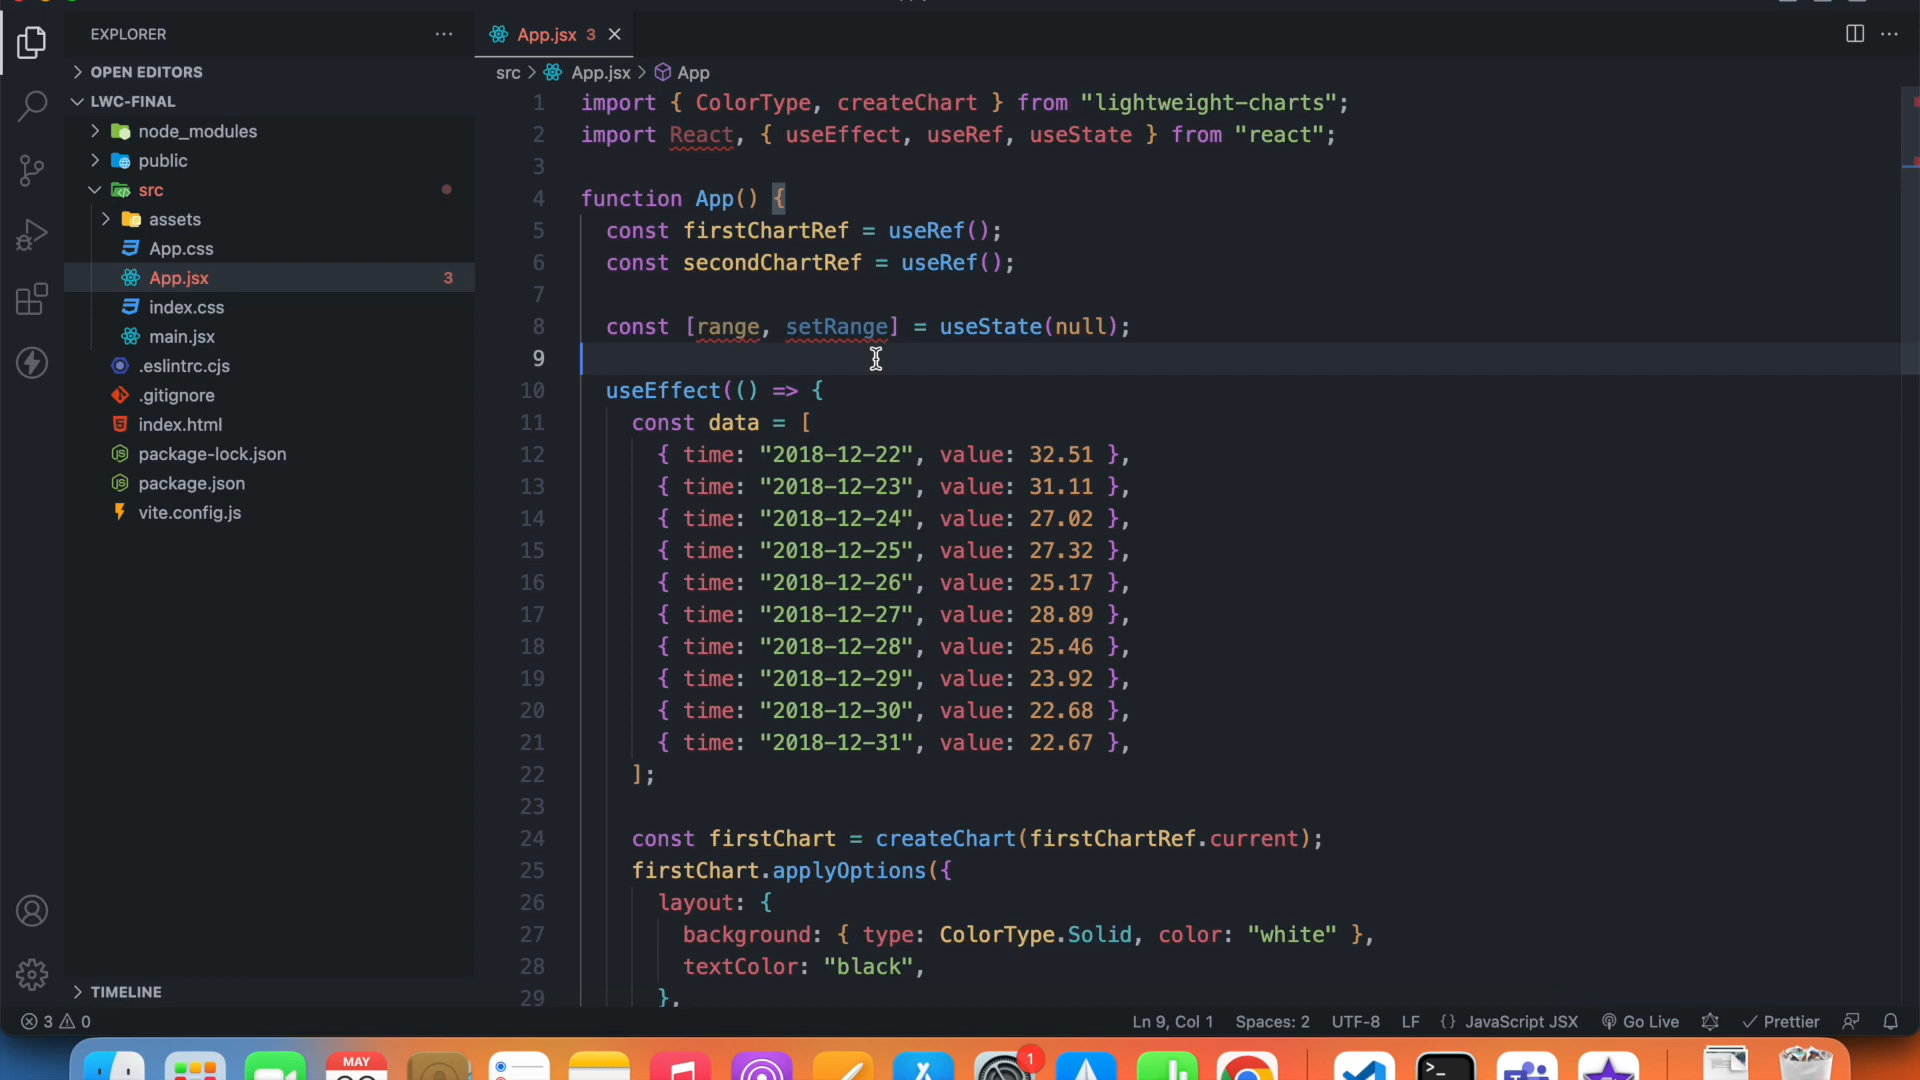 EXPLORER
App.jsx 3
OPEN EDITORS
src > App.jsx > App
LWC-FINAL
node_modules
public
src
assets
App.css
App.jsx 3
index.css
main.jsx
.eslintrc.cjs
.gitignore
index.html
package-lock.json
package.json
vite.config.js
TIMELINE
1 import { ColorType, createChart } from "lightweight-charts";
2 import React, { useEffect, useRef, useState } from "react";
3
4 function App() {
5 const firstChartRef = useRef();
6 const secondChartRef = useRef();
7
8 const [range, setRange] = useState(null);
9
10 useEffect(() => {
11 const data = [
12 { time: "2018-12-22", value: 32.51 },
13 { time: "2018-12-23", value: 31.11 },
14 { time: "2018-12-24", value: 27.02 },
15 { time: "2018-12-25", value: 27.32 },
16 { time: "2018-12-26", value: 25.17 },
17 { time: "2018-12-27", value: 28.89 },
18 { time: "2018-12-28", value: 25.46 },
19 { time: "2018-12-29", value: 23.92 },
20 { time: "2018-12-30", value: 22.68 },
21 { time: "2018-12-31", value: 22.67 },
22 ];
23
24 const firstChart = createChart(firstChartRef.current);
25 firstChart.applyOptions({
26 layout: {
27 background: { type: ColorType.Solid, color: "white" },
28 textColor: "black",
29 },
3 0 Ln 9, Col 1 Spaces: 2 UTF-8 LF {} JavaScript JSX Go Live Prettier
MAY
1